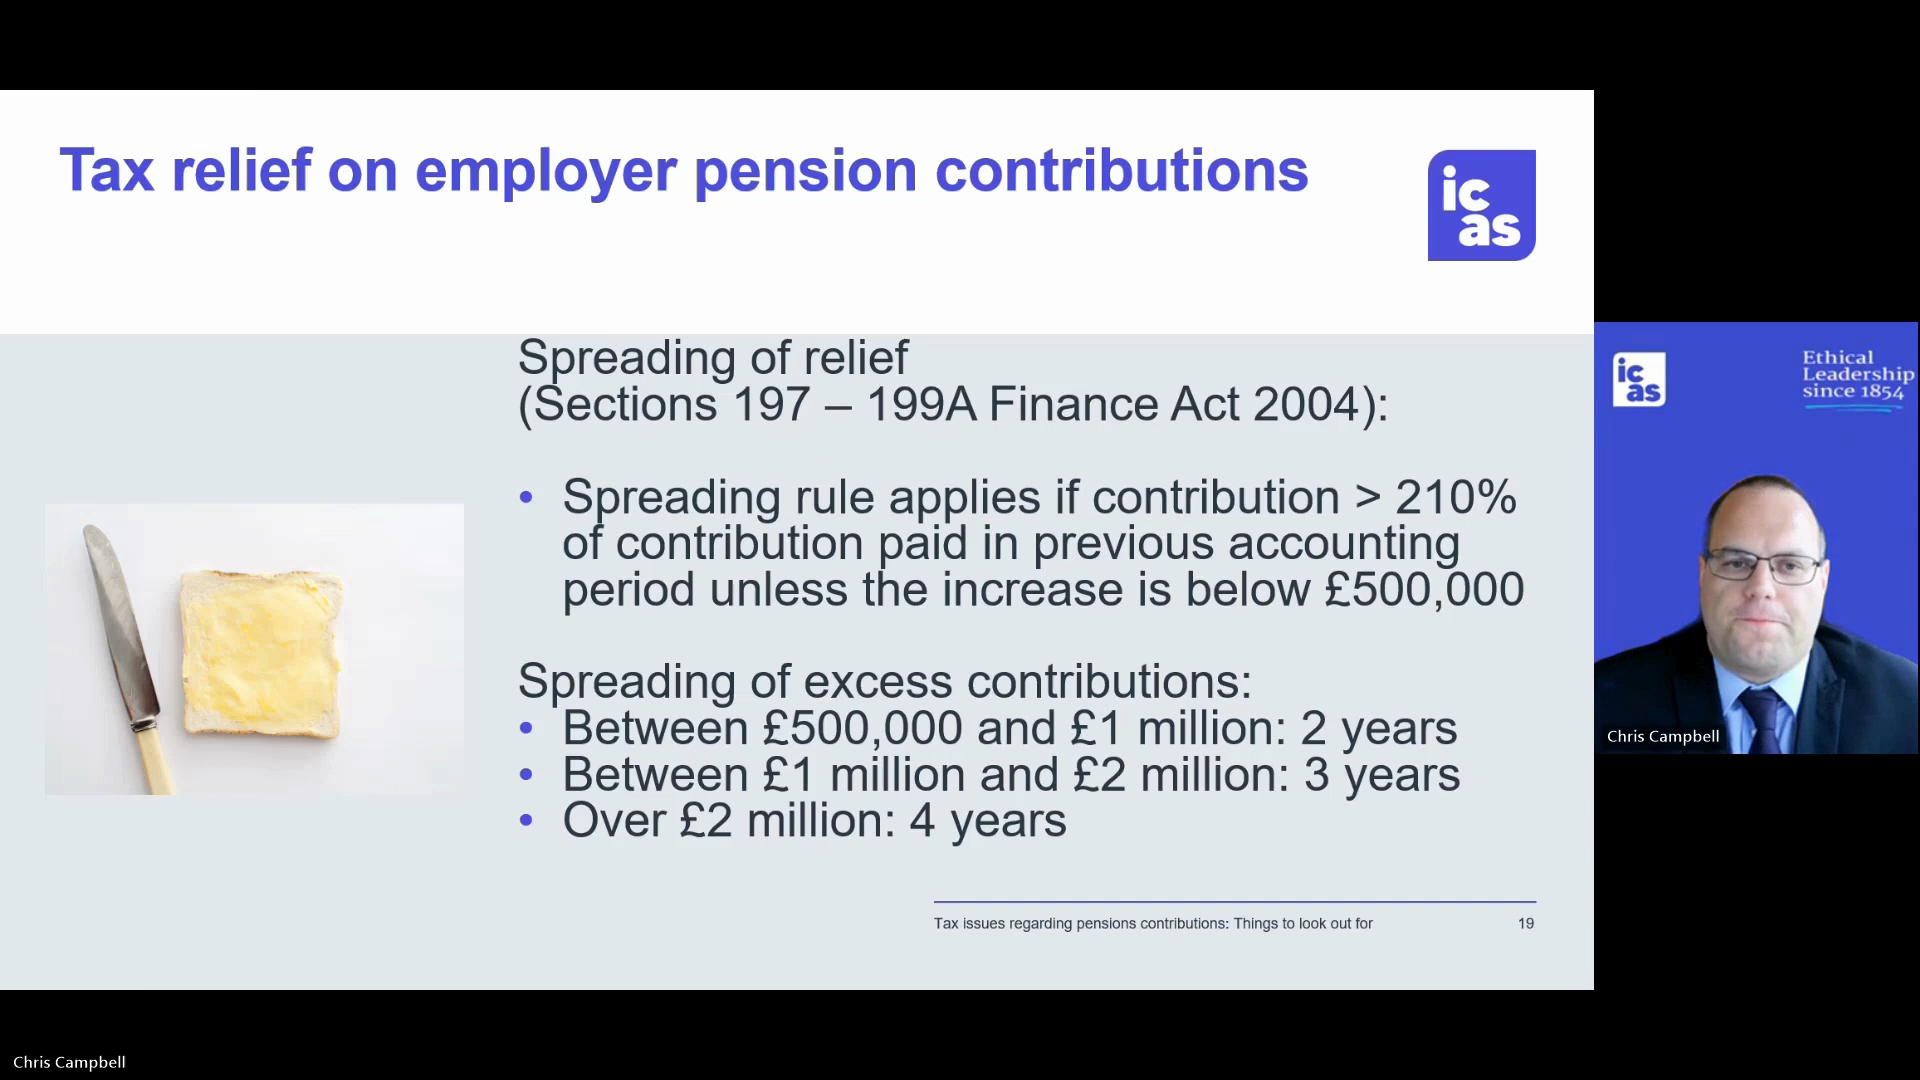 Tax relief on employer pension contributions
ic
as
Spreading of relief
(Sections 197 – 199A Finance Act 2004):
• Spreading rule applies if contribution > 210%
of contribution paid in previous accounting
period unless the increase is below £500,000
Spreading of excess contributions:
• Between £500,000 and £1 million: 2 years
• Between £1 million and £2 million: 3 years
• Over £2 million: 4 years
Tax issues regarding pensions contributions: Things to look out for 19
ic
as
Ethical
Leadership
since 1854
Chris Campbell
Chris Campbell